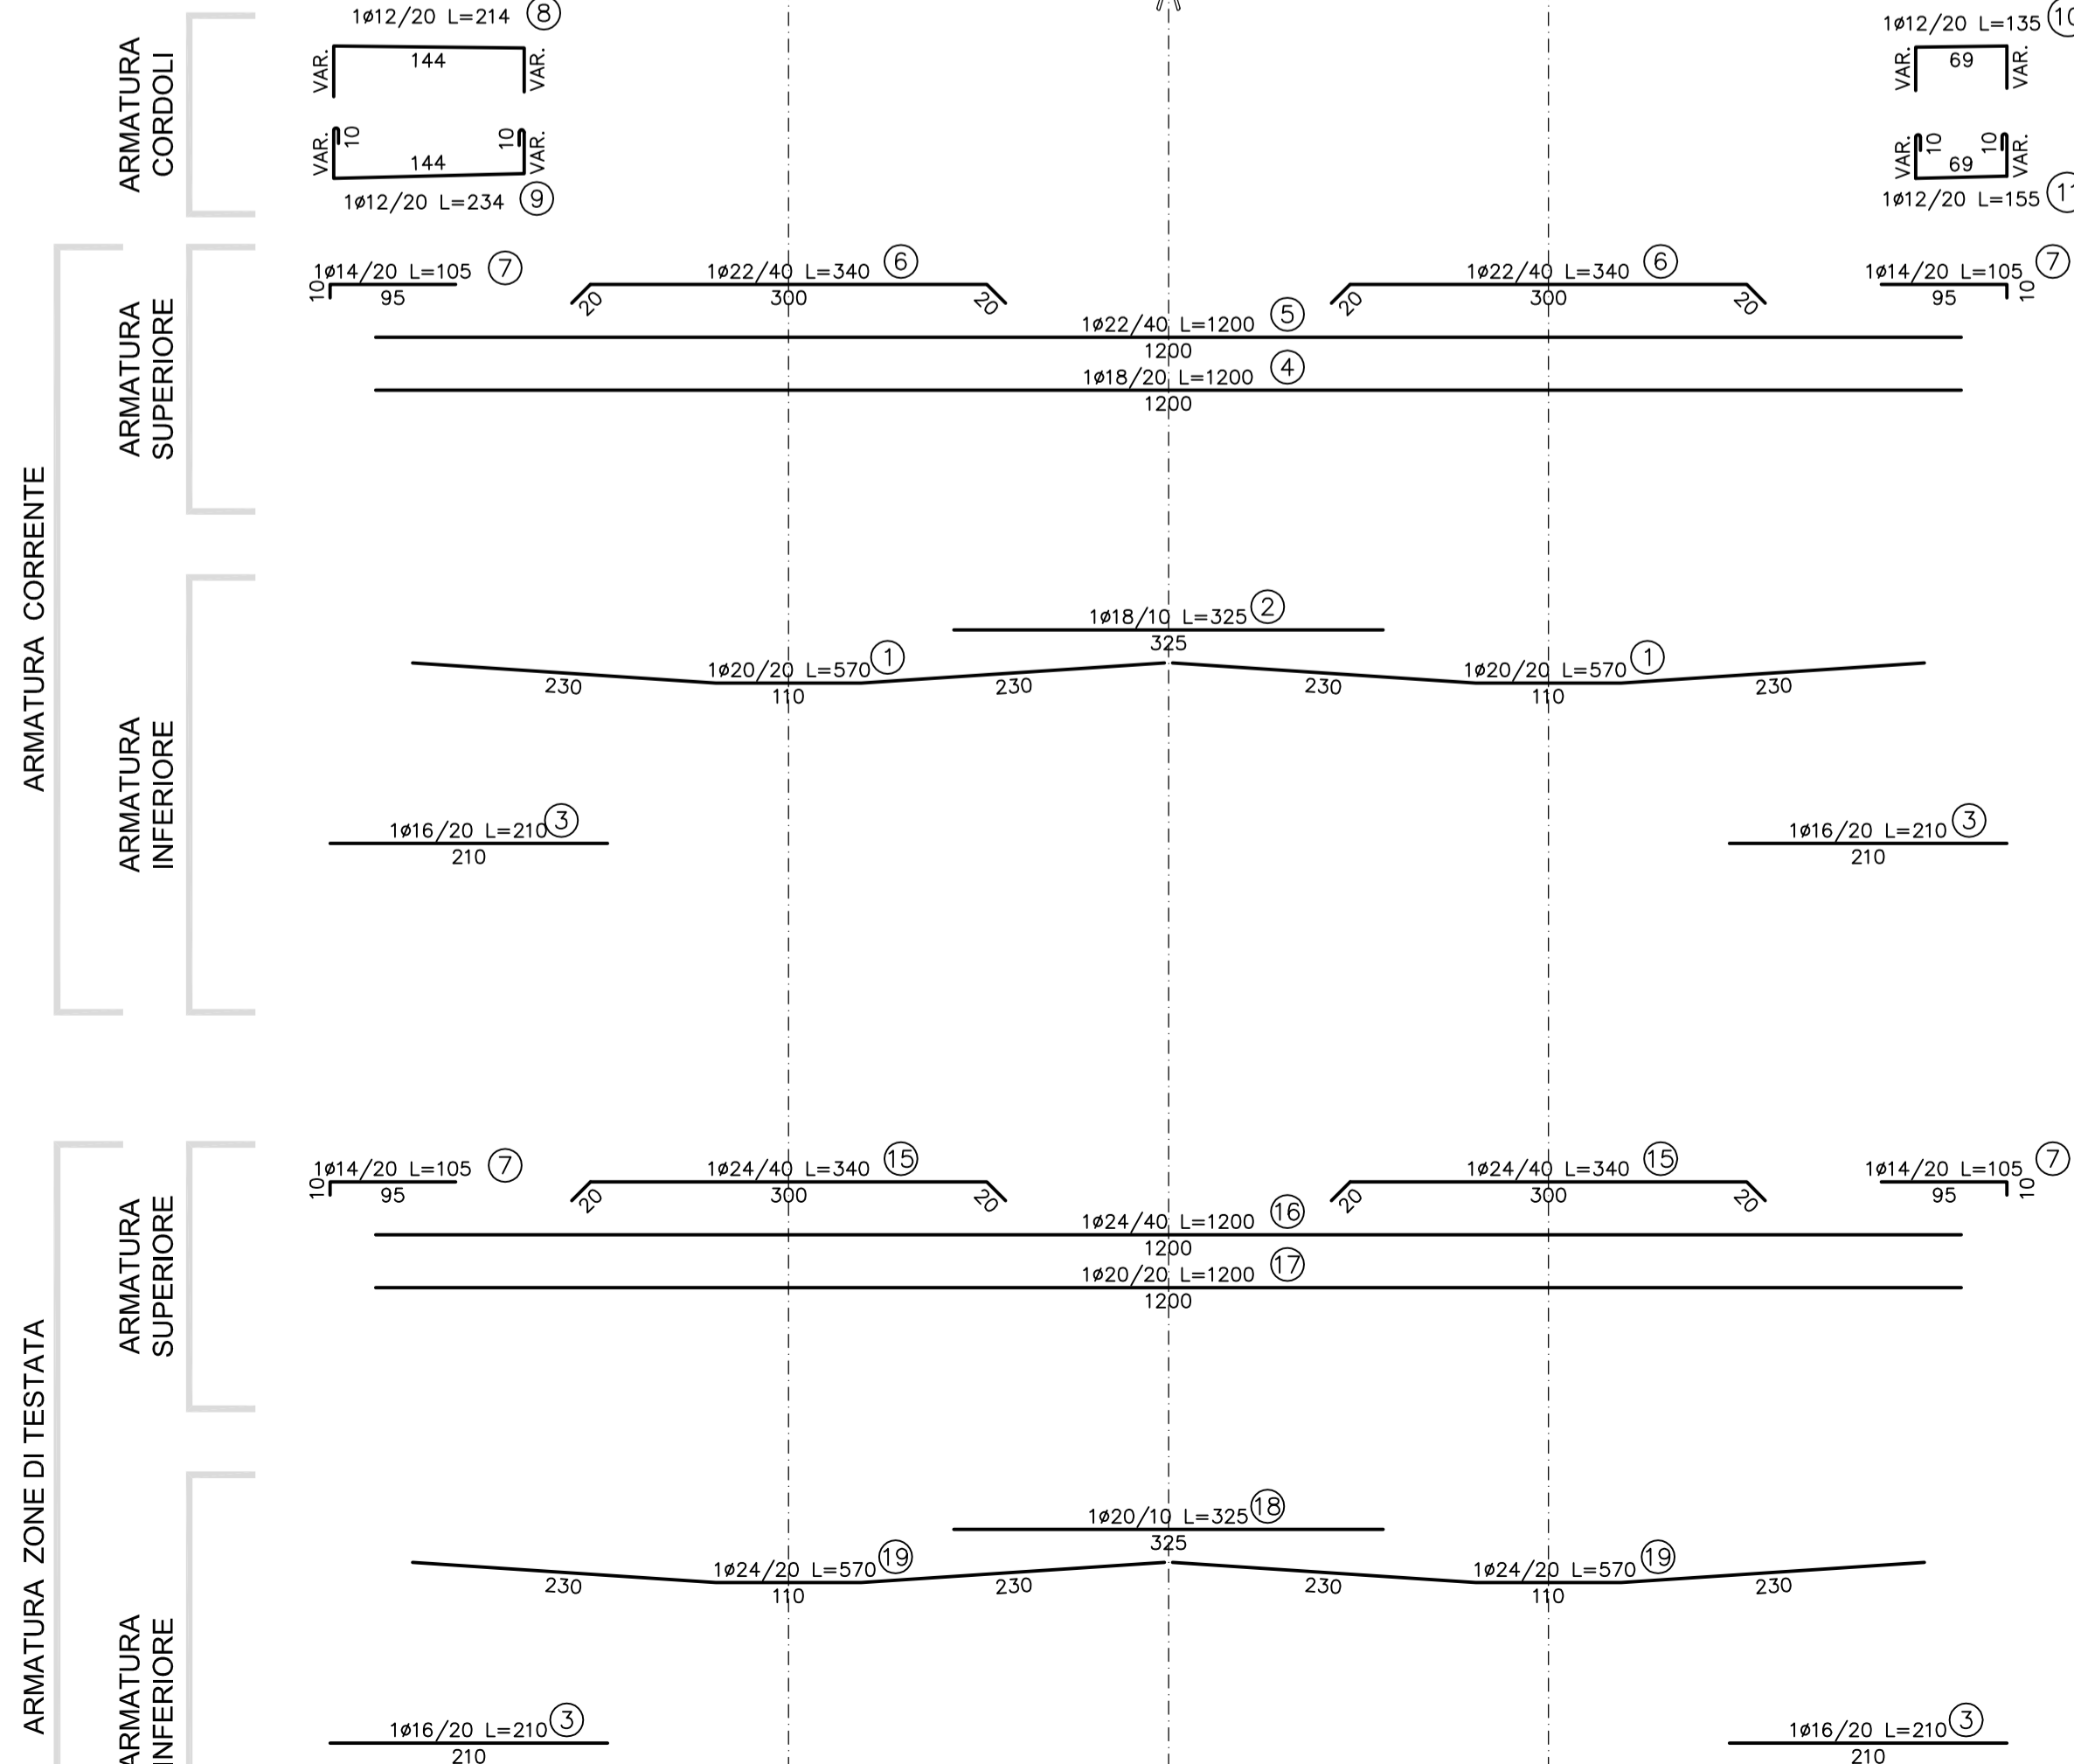 ARMATURA
CORDOLI
1ø12/20 L=214 8
VAR. 144 VAR.
VAR. 10 144 10 VAR.
1ø12/20 L=234 9
1ø12/20 L=135
VAR. 69 VAR.
VAR. 10 69 10 VAR.
1ø12/20 L=155
ARMATURA CORRENTE
ARMATURA
SUPERIORE
1ø14/20 L=105 7
10 95
1ø22/40 L=340 6
20 300 20
1ø22/40 L=340 6
20 300 20
1ø14/20 L=105 7
95 10
1ø22/40 L=1200 5
1200
1ø18/20 L=1200 4
1200
ARMATURA
INFERIORE
1ø18/10 L=325 2
325
1ø20/20 L=570 1
230 110 230
1ø20/20 L=570 1
230 110 230
1ø16/20 L=210 3
210
1ø16/20 L=210 3
210
ARMATURA ZONE DI TESTATA
ARMATURA
SUPERIORE
1ø14/20 L=105 7
10 95
1ø24/40 L=340 15
20 300 20
1ø24/40 L=340 15
20 300 20
1ø14/20 L=105 7
95 10
1ø24/40 L=1200 16
1200
1ø20/20 L=1200 17
1200
ARMATURA
INFERIORE
1ø20/10 L=325 18
325
1ø24/20 L=570 19
230 110 230
1ø24/20 L=570 19
230 110 230
1ø16/20 L=210 3
210
1ø16/20 L=210 3
210